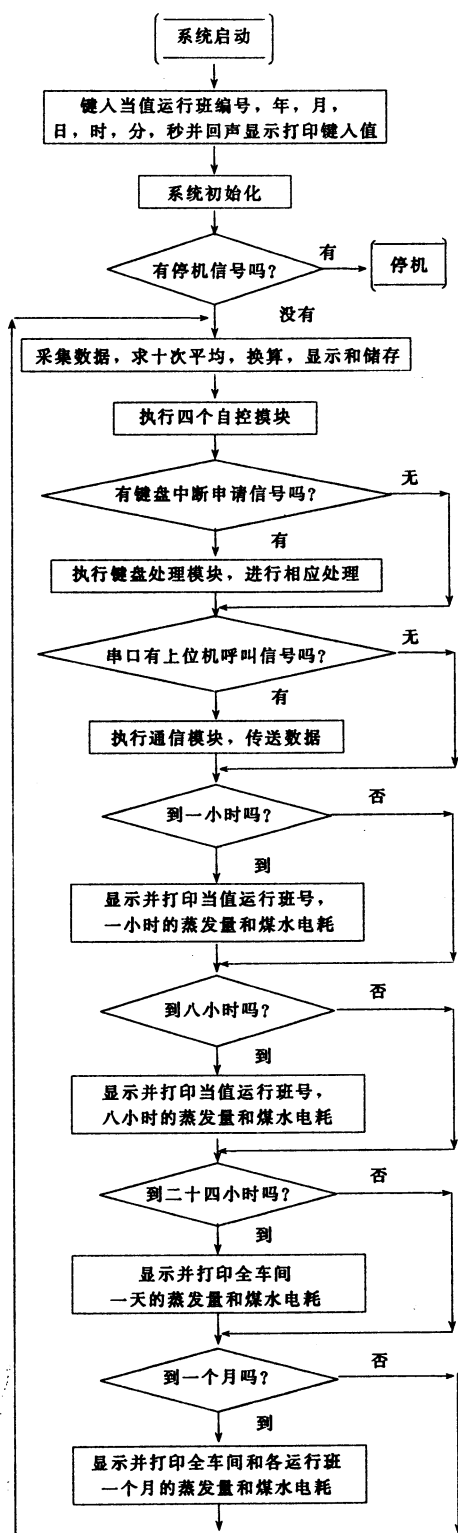 系统启动
键入当值运行班编号，年，月，
日，时，分，秒并回声显示打印键入值
系统初始化
有停机信号吗？
有
停机
没有
采集数据，求十次平均，换算，显示和储存
执行四个自控摸块
有键盘中断申请信号吗？
无
有
执行键盘处理模块，进行相应处理
串口有上位机呼叫信号吗？
无
有
执行通信模块，传送数据
到一小时吗？
否
到
显示并打印当值运行班号，
一小时的蒸发量和煤水电耗
到八小时吗？
否
到
显示并打印当值运行班号，
八小时的蒸发量和煤水电耗
到二十四小时吗？
否
到
显示并打印全车间
一天的蒸发量和煤水电耗
到一个月吗？
否
到
显示并打印全车间和各运行班
一个月的蒸发量和煤水电耗